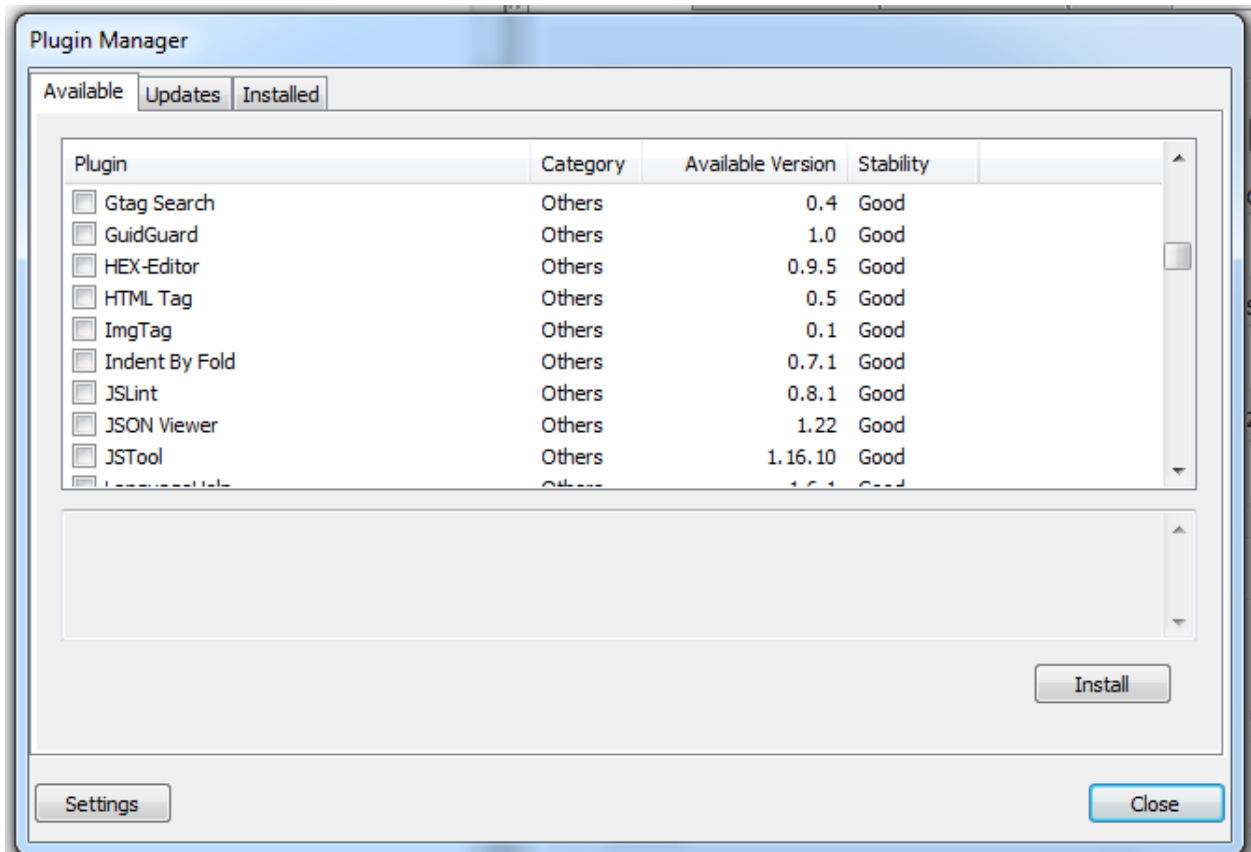 Plugin Manager
Available Updates Installed
Plugin Category Available Version Stability
Gtag Search Others 0.4 Good
GuidGuard Others 1.0 Good
HEX-Editor Others 0.9.5 Good
HTML Tag Others 0.5 Good
ImgTag Others 0.1 Good
Indent By Fold Others 0.7.1 Good
JSLint Others 0.8.1 Good
JSON Viewer Others 1.22 Good
JSTool Others 1.16.10 Good
Install
Settings Close